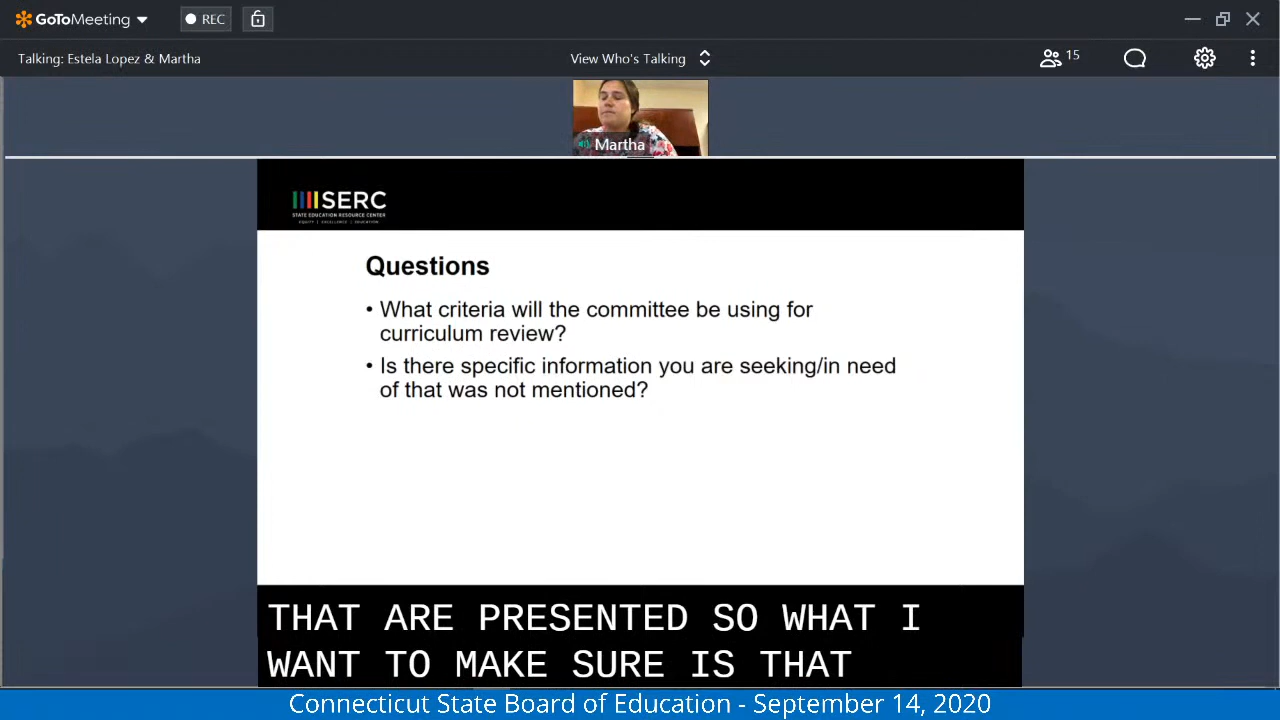 GoToMeeting
REC
Talking: Estela Lopez & Martha
View Who's Talking
15
Martha
SERC
STATE EDUCATION RESOURCE CENTER
EQUITY | EXCELLENCE | EDUCATION
Questions
• What criteria will the committee be using for
curriculum review?
• Is there specific information you are seeking/in need
of that was not mentioned?
THAT ARE PRESENTED SO WHAT I
WANT TO MAKE SURE IS THAT
Connecticut State Board of Education - September 14, 2020